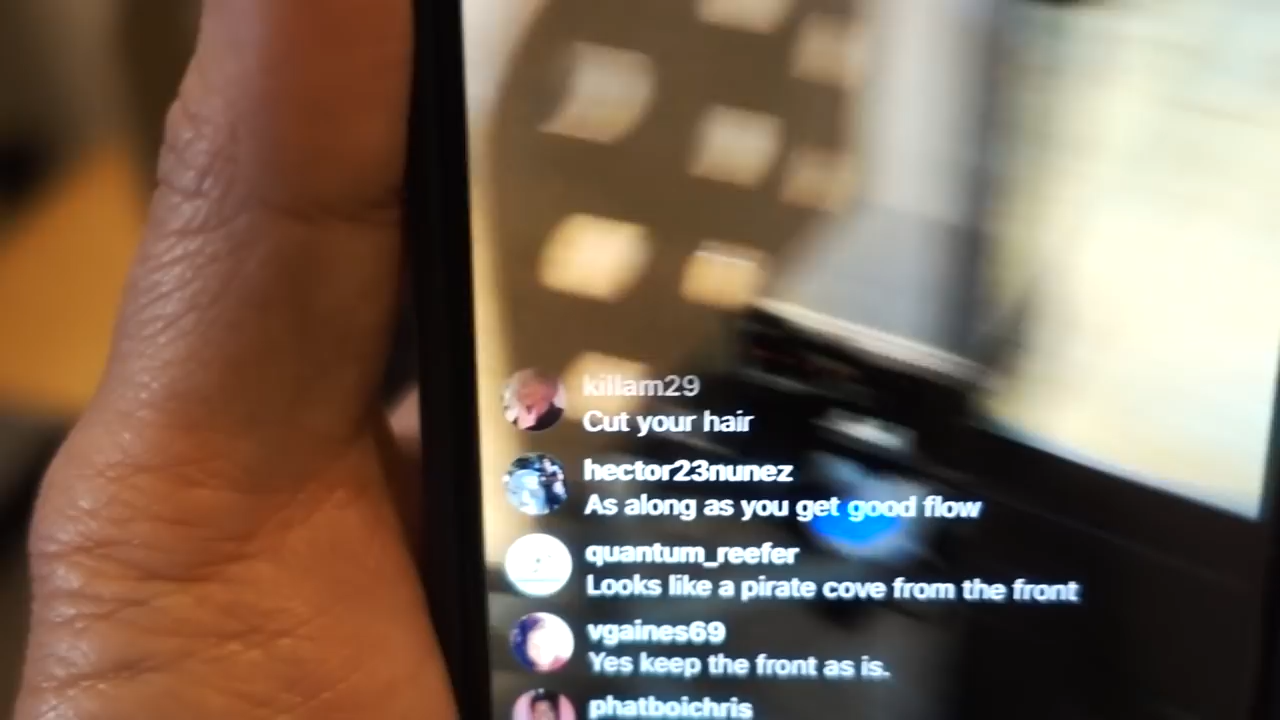 killam29
Cut your hair
hector23nunez
As along as you get good flow
quantum_reefer
Looks like a pirate cove from the front
vgaines69
Yes keep the front as is.
phatboichris